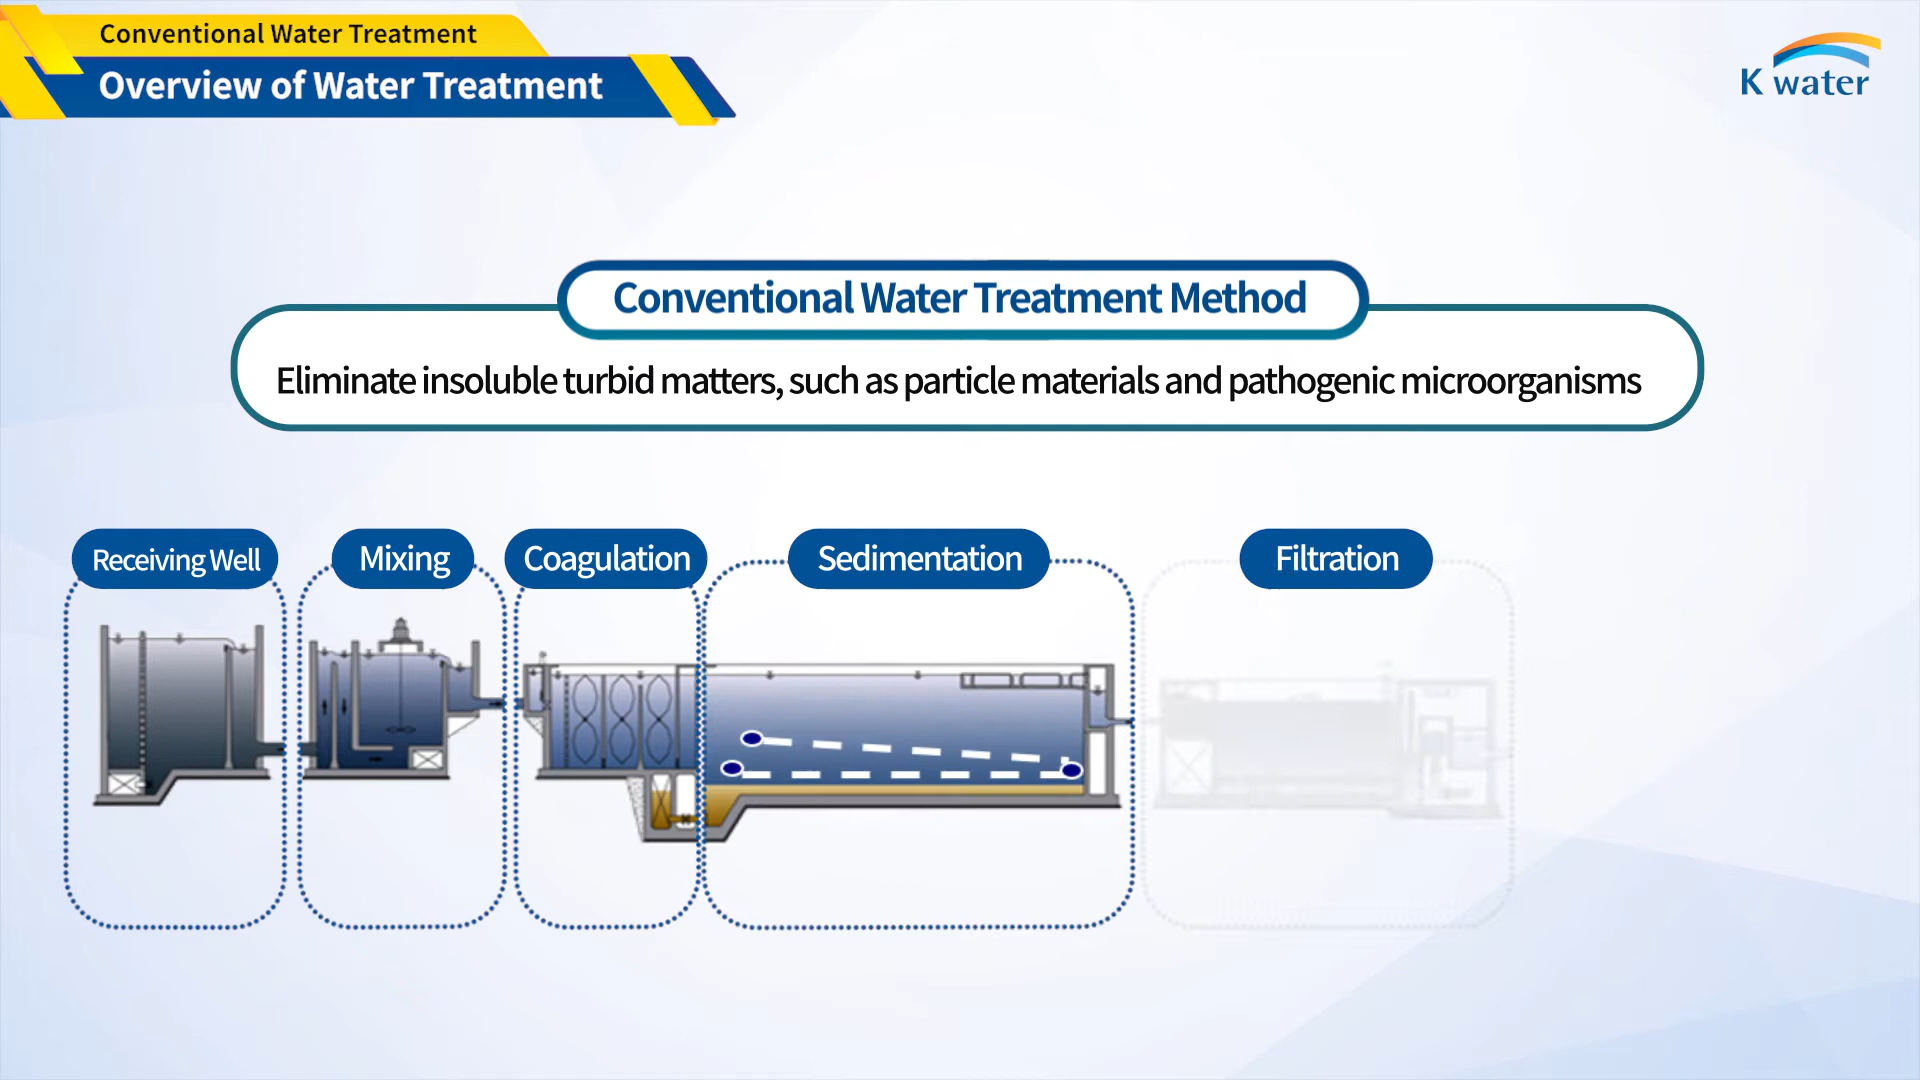 Conventional Water Treatment
Overview of Water Treatment
K water
Conventional Water Treatment Method
Eliminate insoluble turbid matters, such as particle materials and pathogenic microorganisms
Receiving Well
Mixing
Coagulation
Sedimentation
Filtration